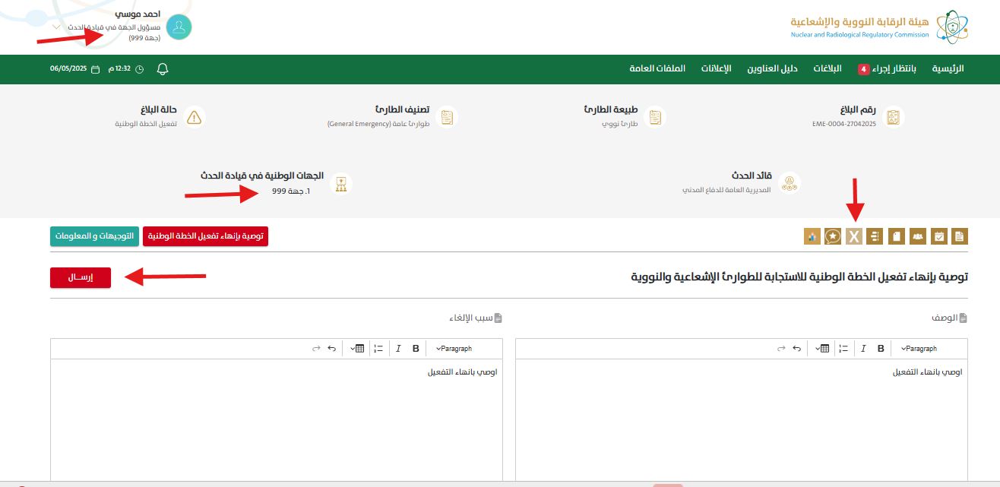 هيئة الرقابة النووية والإشعاعية
Nuclear and Radiological Regulatory Commission
احمد موسي
مسؤول الجهة في قيادة الحدث
(جهة 999)
الرئيسية
بانتظار إجراء 4
البلاغات
دليل العناوين
الإعلانات
الملفات العامة
12:32 م
06/05/2025
رقم البلاغ
EME-0004-27042025
طبيعة الطارئ
طارئ نووي
تصنيف الطارئ
طوارئ عامة (General Emergency)
حالة البلاغ
تفعيل الخطة الوطنية
قائد الحدث
المديرية العامة للدفاع المدني
الجهات الوطنية في قيادة الحدث
1. جهة 999
X
توصية بإنهاء تفعيل الخطة الوطنية
التوجيهات و المعلومات
توصية بإنهاء تفعيل الخطة الوطنية للاستجابة للطوارئ الإشعاعية والنووية
إرســال
الوصف
سبب الإلغاء
Paragraph B I
Paragraph B I
اوصي بانهاء التفعيل
اوصي بانهاء التفعيل